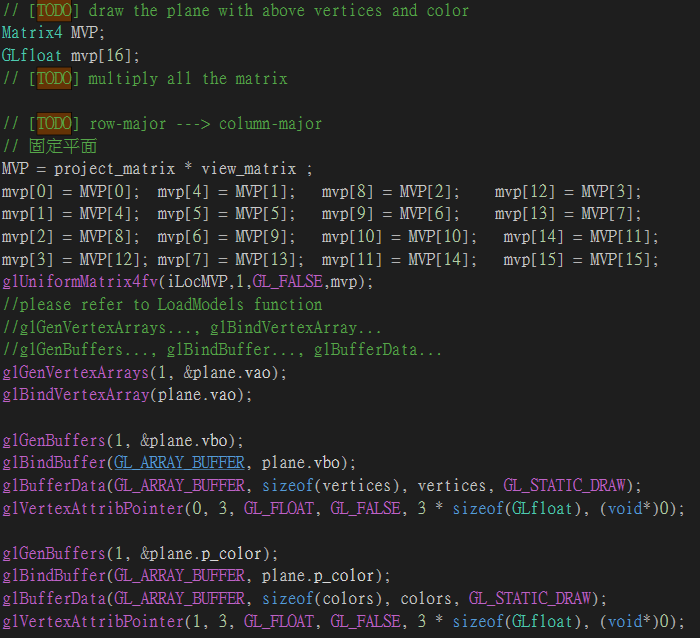 // [TODO] draw the plane with above vertices and color
Matrix4 MVP;
GLfloat mvp[16];
// [TODO] multiply all the matrix
// [TODO] row-major ---> column-major
// 固定平面
MVP = project_matrix * view_matrix ;
mvp[0] = MVP[0];  mvp[4] = MVP[1];   mvp[8] = MVP[2];    mvp[12] = MVP[3];
mvp[1] = MVP[4];  mvp[5] = MVP[5];   mvp[9] = MVP[6];    mvp[13] = MVP[7];
mvp[2] = MVP[8];  mvp[6] = MVP[9];   mvp[10] = MVP[10];   mvp[14] = MVP[11];
mvp[3] = MVP[12]; mvp[7] = MVP[13];  mvp[11] = MVP[14];   mvp[15] = MVP[15];
glUniformMatrix4fv(iLocMVP,1,GL_FALSE,mvp);
//please refer to LoadModels function
//glGenVertexArrays..., glBindVertexArray...
//glGenBuffers..., glBindBuffer..., glBufferData...
glGenVertexArrays(1, &plane.vao);
glBindVertexArray(plane.vao);
glGenBuffers(1, &plane.vbo);
glBindBuffer(GL_ARRAY_BUFFER, plane.vbo);
glBufferData(GL_ARRAY_BUFFER, sizeof(vertices), vertices, GL_STATIC_DRAW);
glVertexAttribPointer(0, 3, GL_FLOAT, GL_FALSE, 3 * sizeof(GLfloat), (void*)0);
glGenBuffers(1, &plane.p_color);
glBindBuffer(GL_ARRAY_BUFFER, plane.p_color);
glBufferData(GL_ARRAY_BUFFER, sizeof(colors), colors, GL_STATIC_DRAW);
glVertexAttribPointer(1, 3, GL_FLOAT, GL_FALSE, 3 * sizeof(GLfloat), (void*)0);